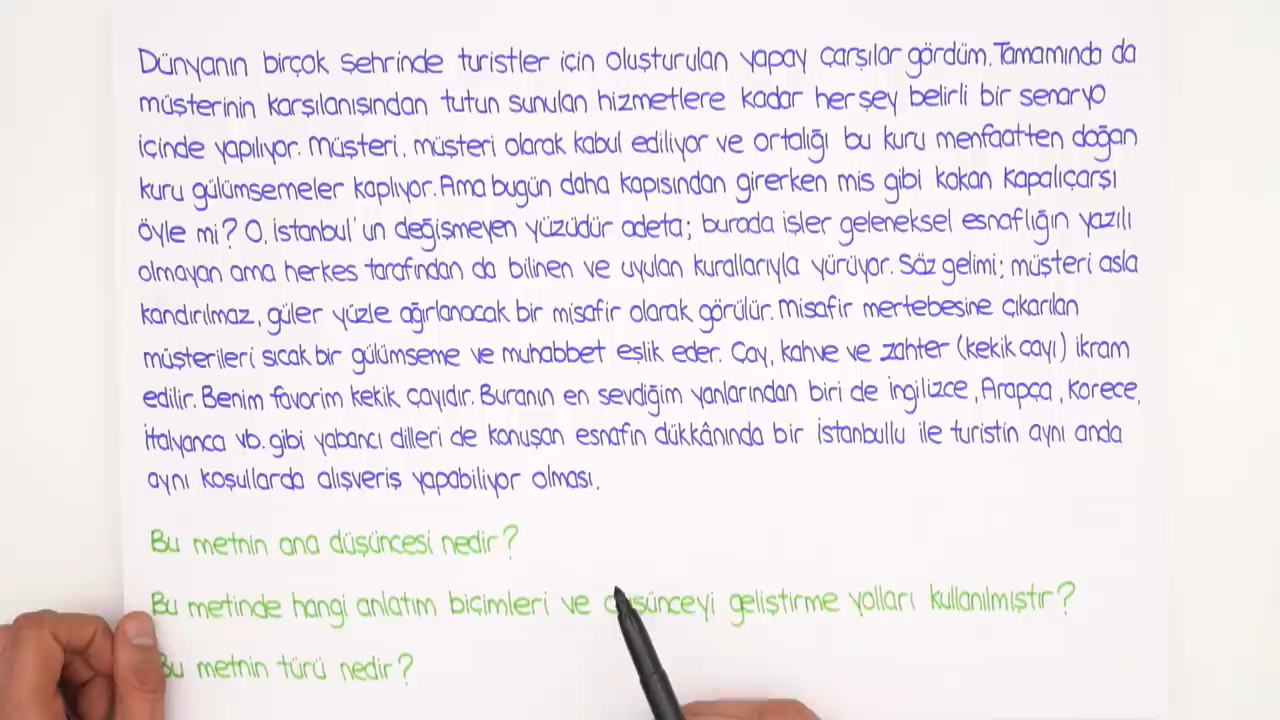 Dünyanın birçok şehrinde turistler için oluşturulan yapay çarşılar gördüm. Tamamında da
müşterinin karşılanışından tutun sunulan hizmetlere kadar her şey belirli bir senaryo
içinde yapılıyor. Müşteri, müşteri olarak kabul ediliyor ve ortalığı bu kuru menfaatten doğan
kuru gülümsemeler kaplıyor. Ama bugün daha kapısından girerken mis gibi kokan Kapalıçarşı
öyle mi? O, İstanbul'un değişmeyen yüzüdür adeta; burada işler geleneksel esnaflığın yazılı
olmayan ama herkes tarafından da bilinen ve uyulan kurallarıyla yürüyor. Söz gelimi; müşteri asla
kandırılmaz, güler yüzle ağırlanacak bir misafir olarak görülür. Misafir mertebesine çıkarılan
müşterileri sıcak bir gülümseme ve muhabbet eşlik eder. Çay, kahve ve zahter (kekik çayı) ikram
edilir. Benim favorim kekik çayıdır. Buranın en sevdiğim yanlarından biri de İngilizce, Arapça, Korece,
İtalyanca vb. gibi yabancı dilleri de konuşan esnafın dükkânında bir İstanbullu ile turistin aynı anda
aynı koşullarda alışveriş yapabiliyor olması.
Bu metnin ana düşüncesi nedir?
Bu metinde hangi anlatım biçimleri ve düşünceyi geliştirme yolları kullanılmıştır?
Bu metnin türü nedir?